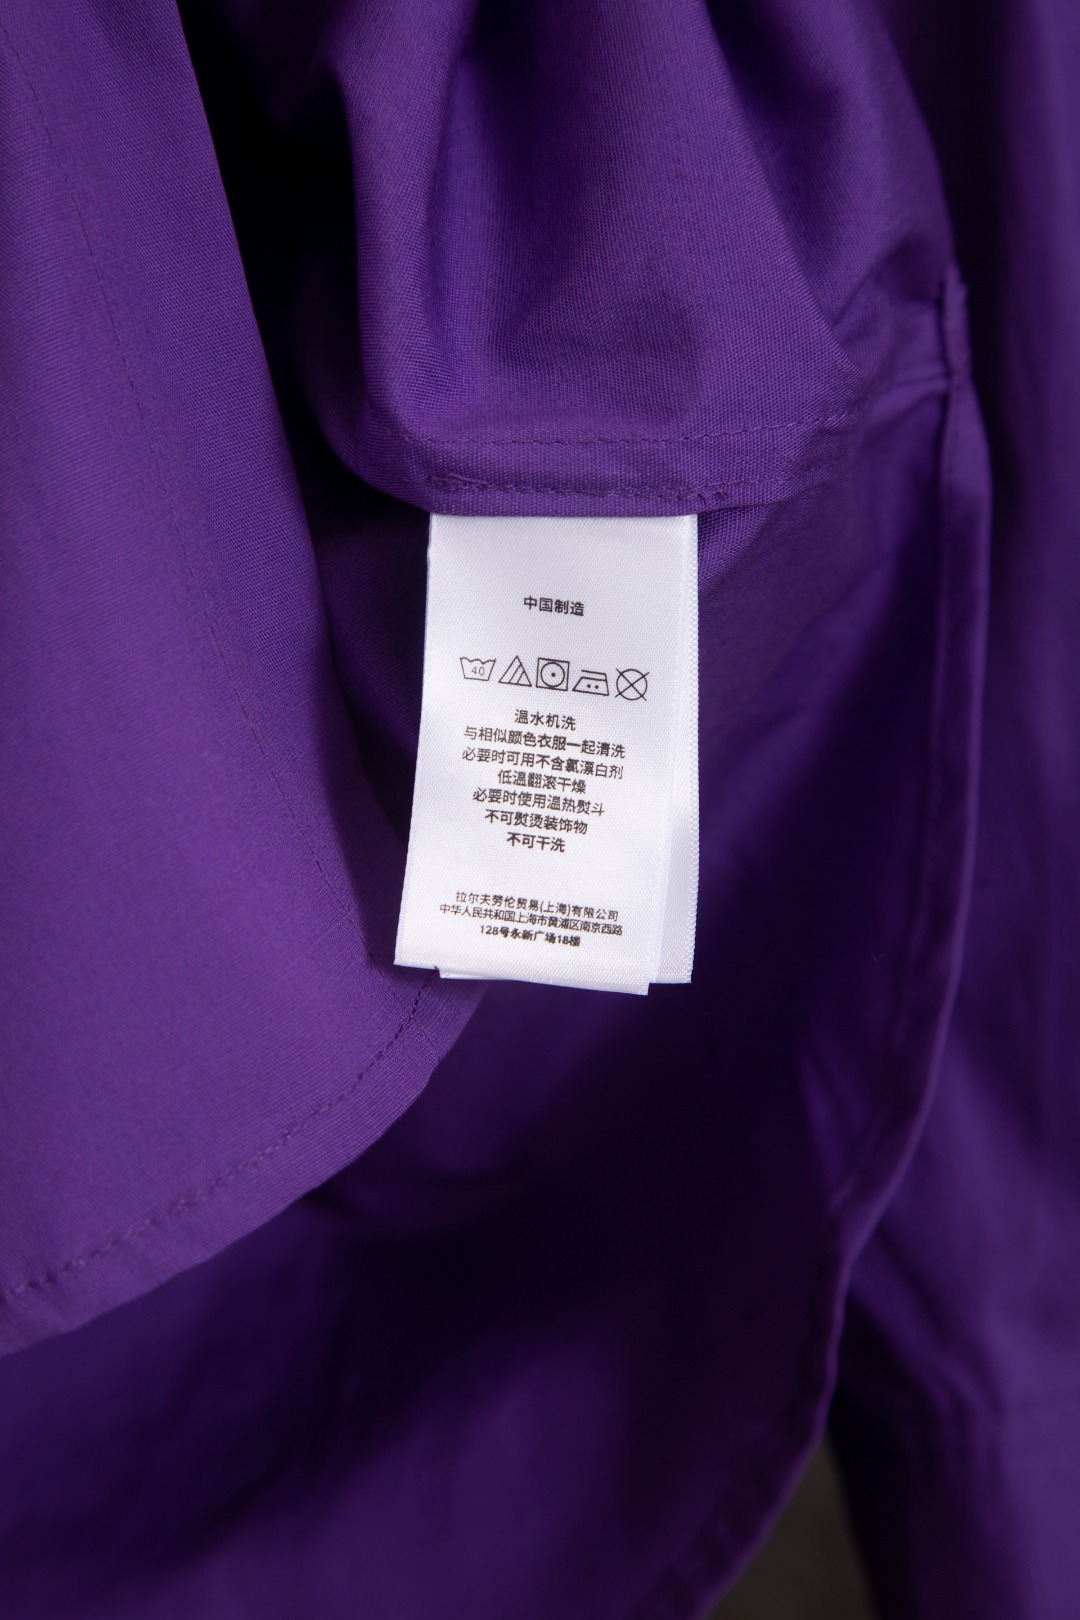 中国制造
40
温水机洗
与相似颜色衣服一起清洗
必要时可用不含氯漂白剂
低温翻滚干燥
必要时使用温热熨斗
不可熨烫装饰物
不可干洗
拉尔夫劳伦贸易(上海)有限公司
中华人民共和国上海市黄浦区南京西路
128号永新广场18楼